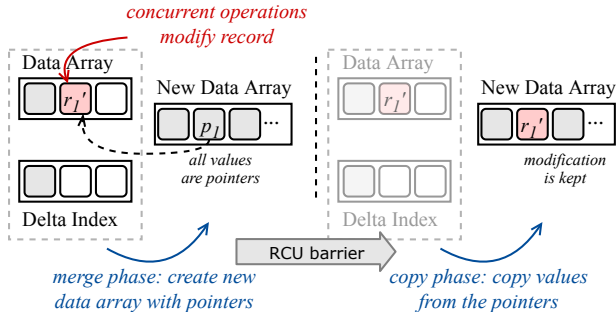 concurrent operations
modify record
Data Array
r1'
New Data Array
p1
...
all values
are pointers
Delta Index
merge phase: create new
data array with pointers
RCU barrier
Data Array
r1'
Delta Index
New Data Array
r1'
...
modification
is kept
copy phase: copy values
from the pointers